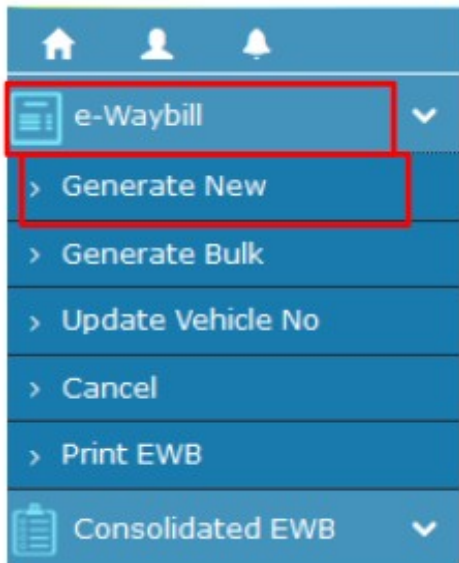 e-Waybill
Generate New
Generate Bulk
Update Vehicle No
Cancel
Print EWB
Consolidated EWB